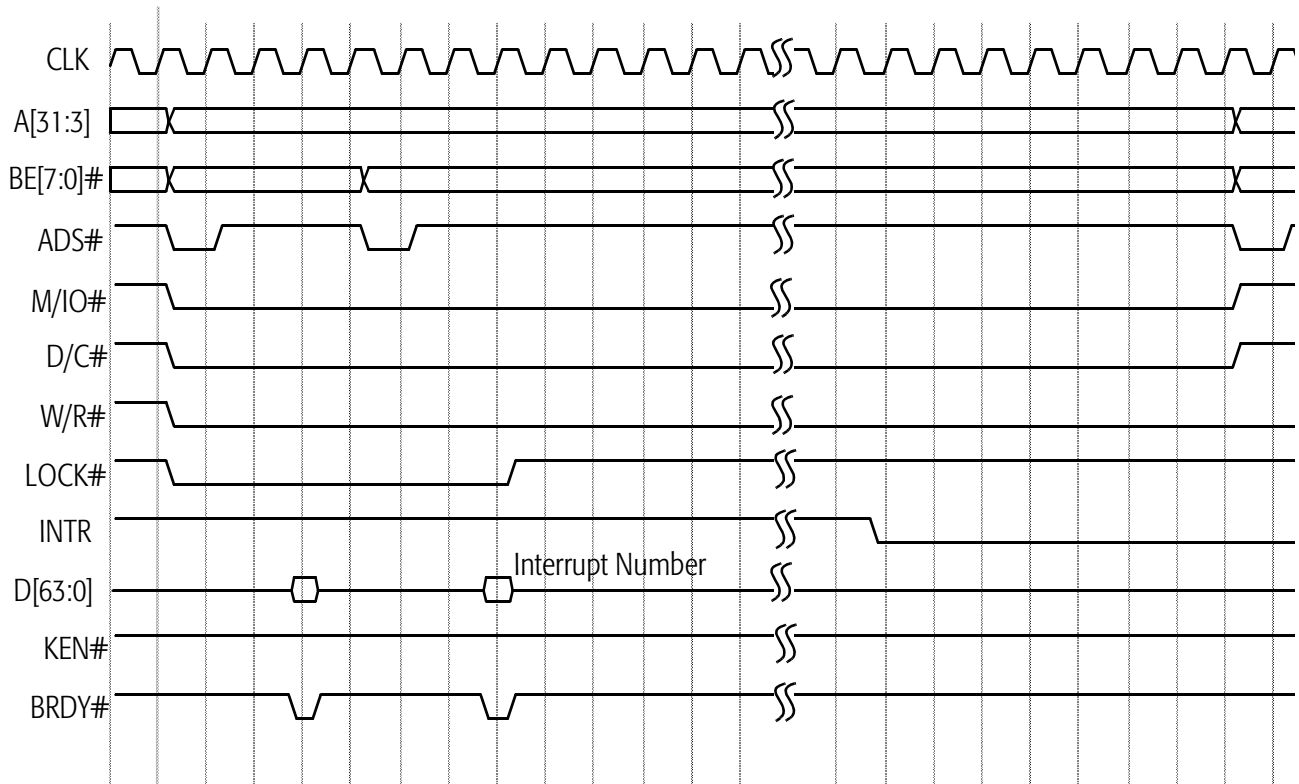 CLK
A[31:3]
BE[7:0]#
ADS#
M/IO#
D/C#
W/R#
LOCK#
INTR
Interrupt Number
D[63:0]
KEN#
BRDY#